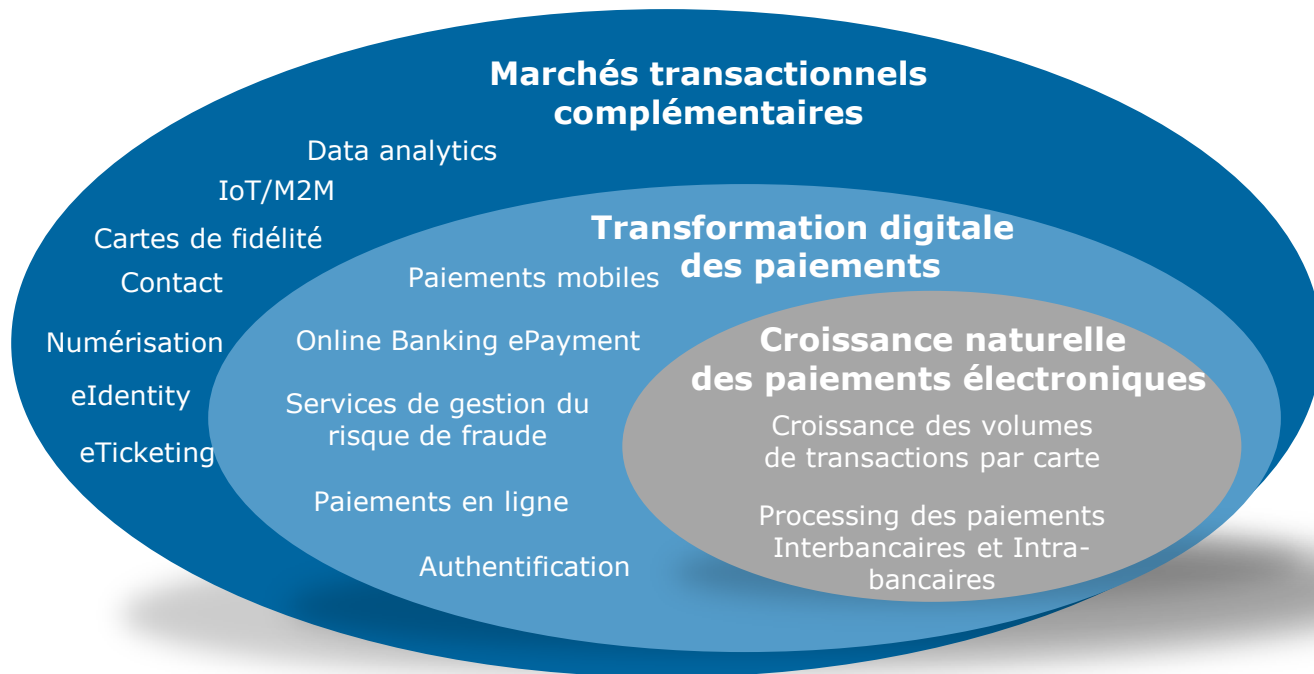 Marchés transactionnels
complémentaires
Data analytics
IoT/M2M
Cartes de fidélité
Contact
Numérisation
eIdentity
eTicketing
Transformation digitale
des paiements
Paiements mobiles
Online Banking ePayment
Services de gestion du
risque de fraude
Paiements en ligne
Authentification
Croissance naturelle
des paiements électroniques
Croissance des volumes
de transactions par carte
Processing des paiements
Interbancaires et Intra-
bancaires